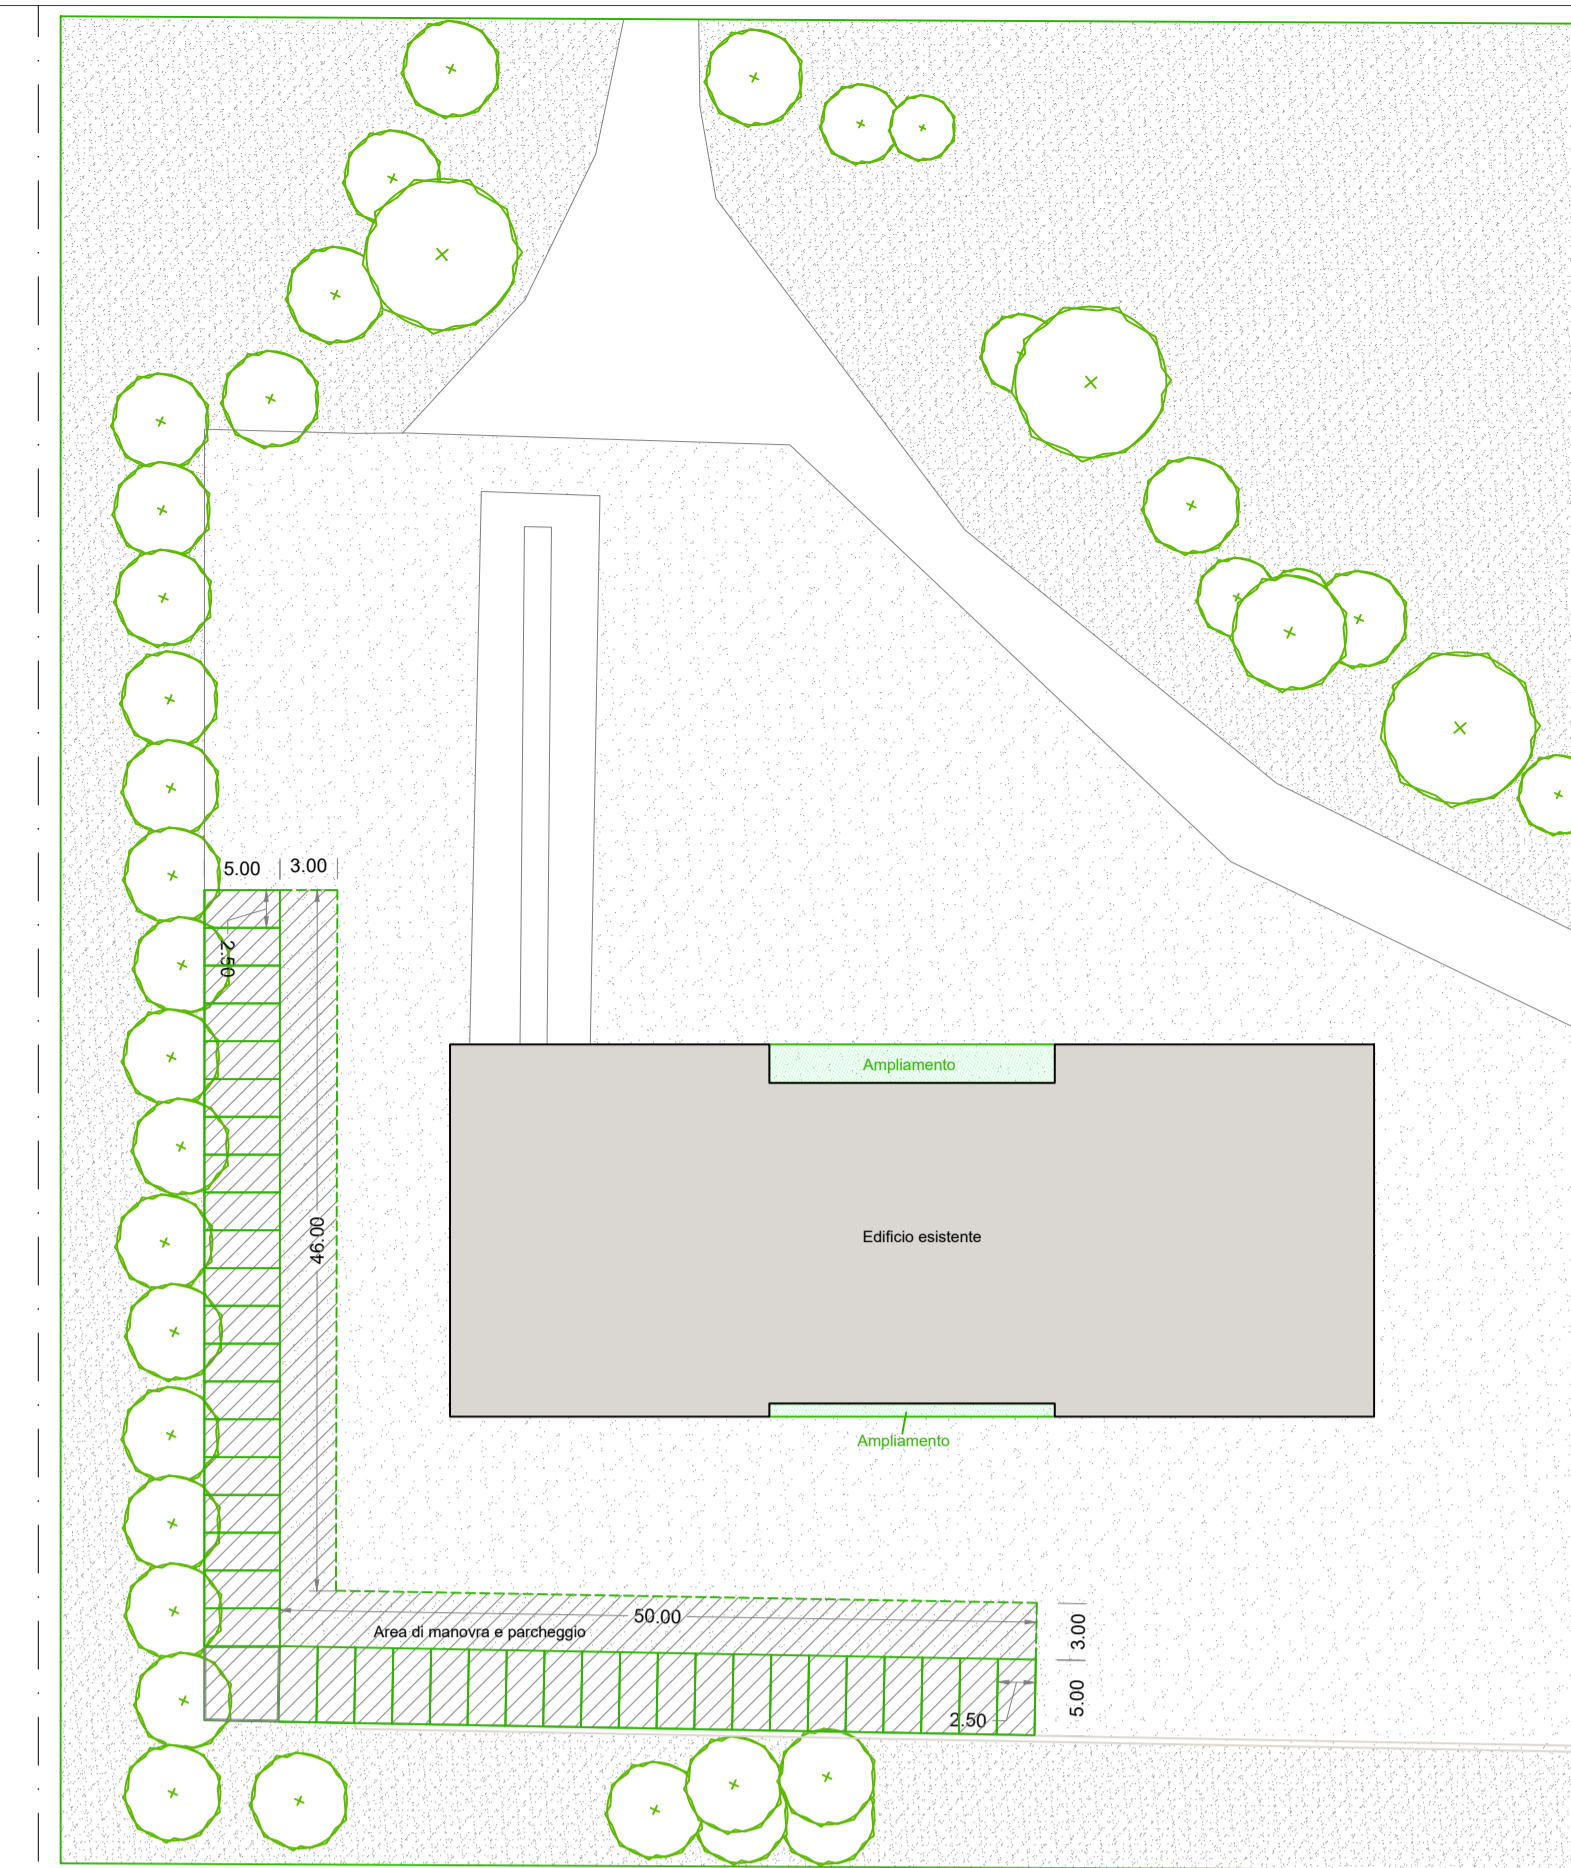 5.00
3.00
2.50
Ampliamento
46.00
Edificio esistente
Ampliamento
50.00
Area di manovra e parcheggio
3.00
5.00
2.50